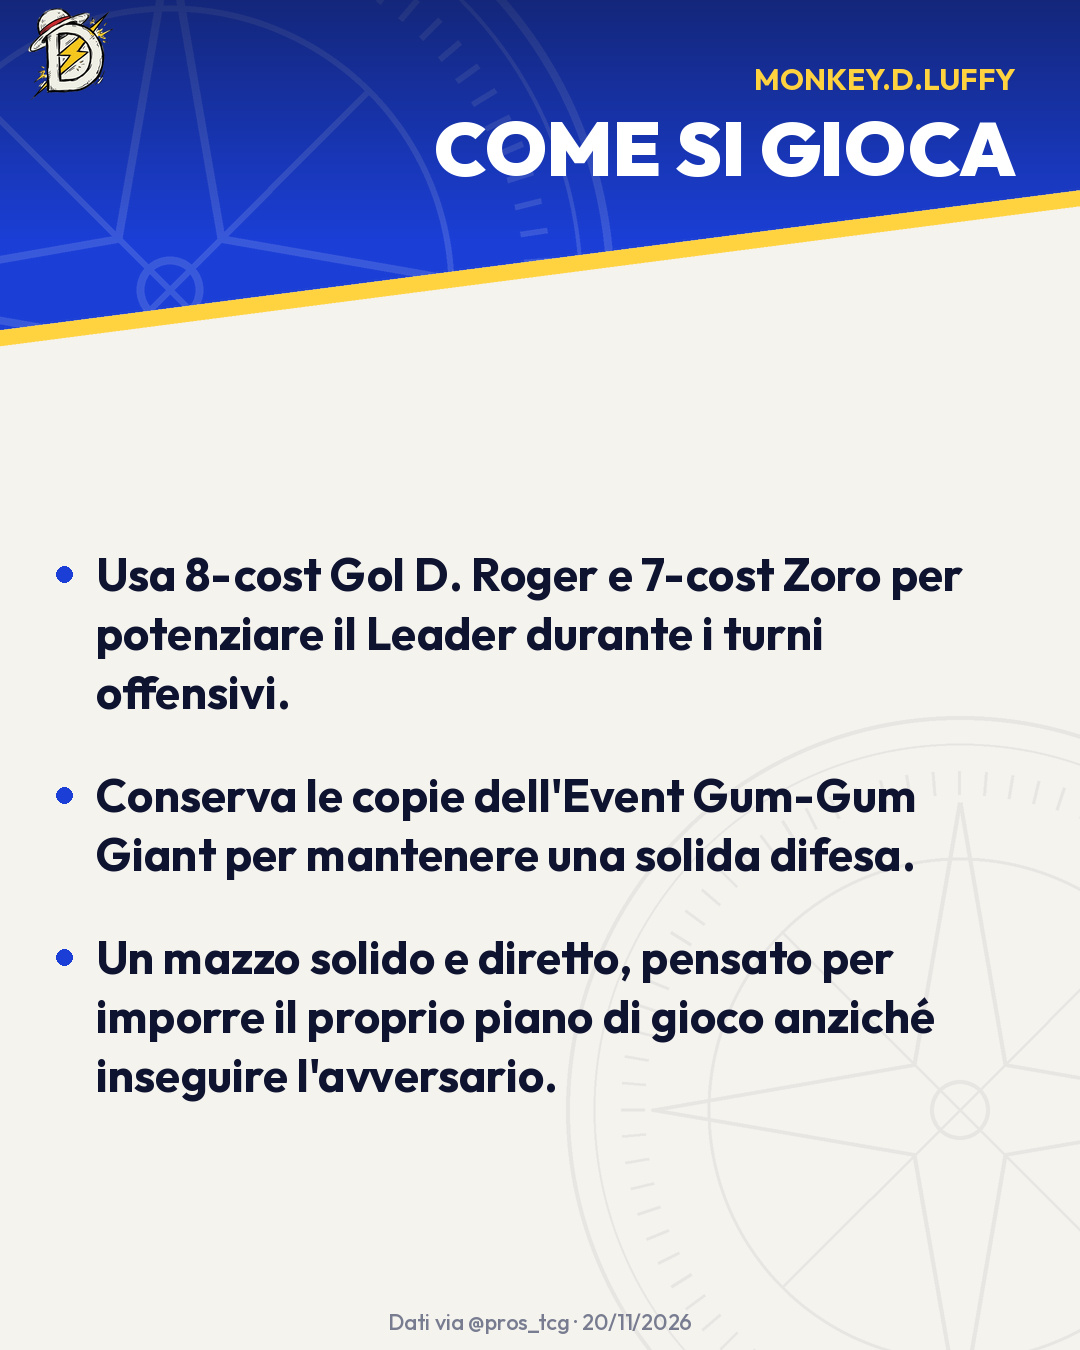 D
MONKEY.D.LUFFY
COME SI GIOCA
Usa 8-cost Gol D. Roger e 7-cost Zoro per
potenziare il Leader durante i turni
offensivi.
Conserva le copie dell'Event Gum-Gum
Giant per mantenere una solida difesa.
Un mazzo solido e diretto, pensato per
imporre il proprio piano di gioco anziché
inseguire l'avversario.
Dati via @pros_tcg · 20/11/2026